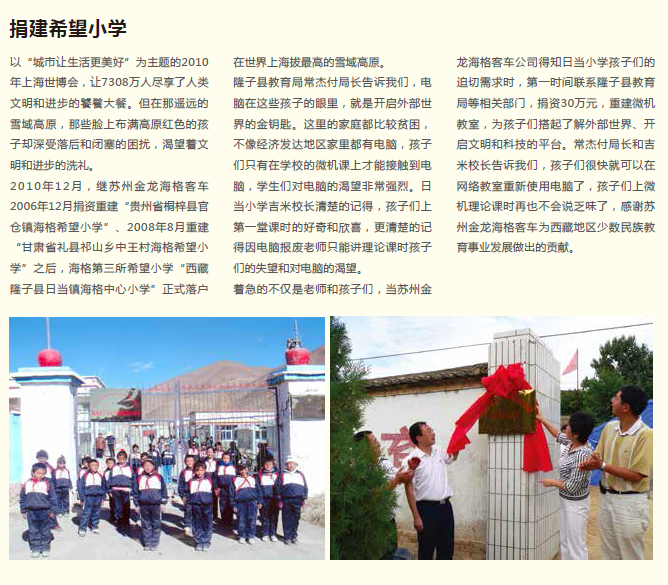 捐建希望小学
以“城市让生活更美好”为主题的2010
年上海世博会，让7308万人尽享了人类
文明和进步的饕餮大餐。但在那遥远的
雪域高原，那些脸上布满高原红色的孩
子却深受落后和闭塞的困扰，渴望着文
明和进步的洗礼。
2010年12月，继苏州金龙海格客车
2006年12月捐资重建“贵州省桐梓县官
仓镇海格希望小学”、2008年8月重建
“甘肃省礼县祁山乡中王村海格希望小
学”之后，海格第三所希望小学“西藏
隆子县日当镇海格中心小学”正式落户
在世界上海拔最高的雪域高原。
隆子县教育局常杰付局长告诉我们，电
脑在这些孩子的眼里，就是开启外部世
界的金钥匙。这里的家庭都比较贫困，
不像经济发达地区家里都有电脑，孩子
们只有在学校的微机课上才能接触到电
脑，学生们对电脑的渴望非常强烈。日
当小学吉米校长清楚的记得，孩子们上
第一堂课时的好奇和欣喜，更清楚的记
得因电脑报废老师只能讲理论课时孩子
们的失望和对电脑的渴望。
着急的不仅是老师和孩子们，当苏州金
龙海格客车公司得知日当小学孩子们的
迫切需求时，第一时间联系隆子县教育
局等相关部门，捐资30万元，重建微机
教室，为孩子们搭起了解外部世界、开
启文明和科技的平台。常杰付局长和吉
米校长告诉我们，孩子们很快就可以在
网络教室重新使用电脑了，孩子们上微
机理论课时再也不会说乏味了，感谢苏
州金龙海格客车为西藏地区少数民族教
育事业发展做出的贡献。